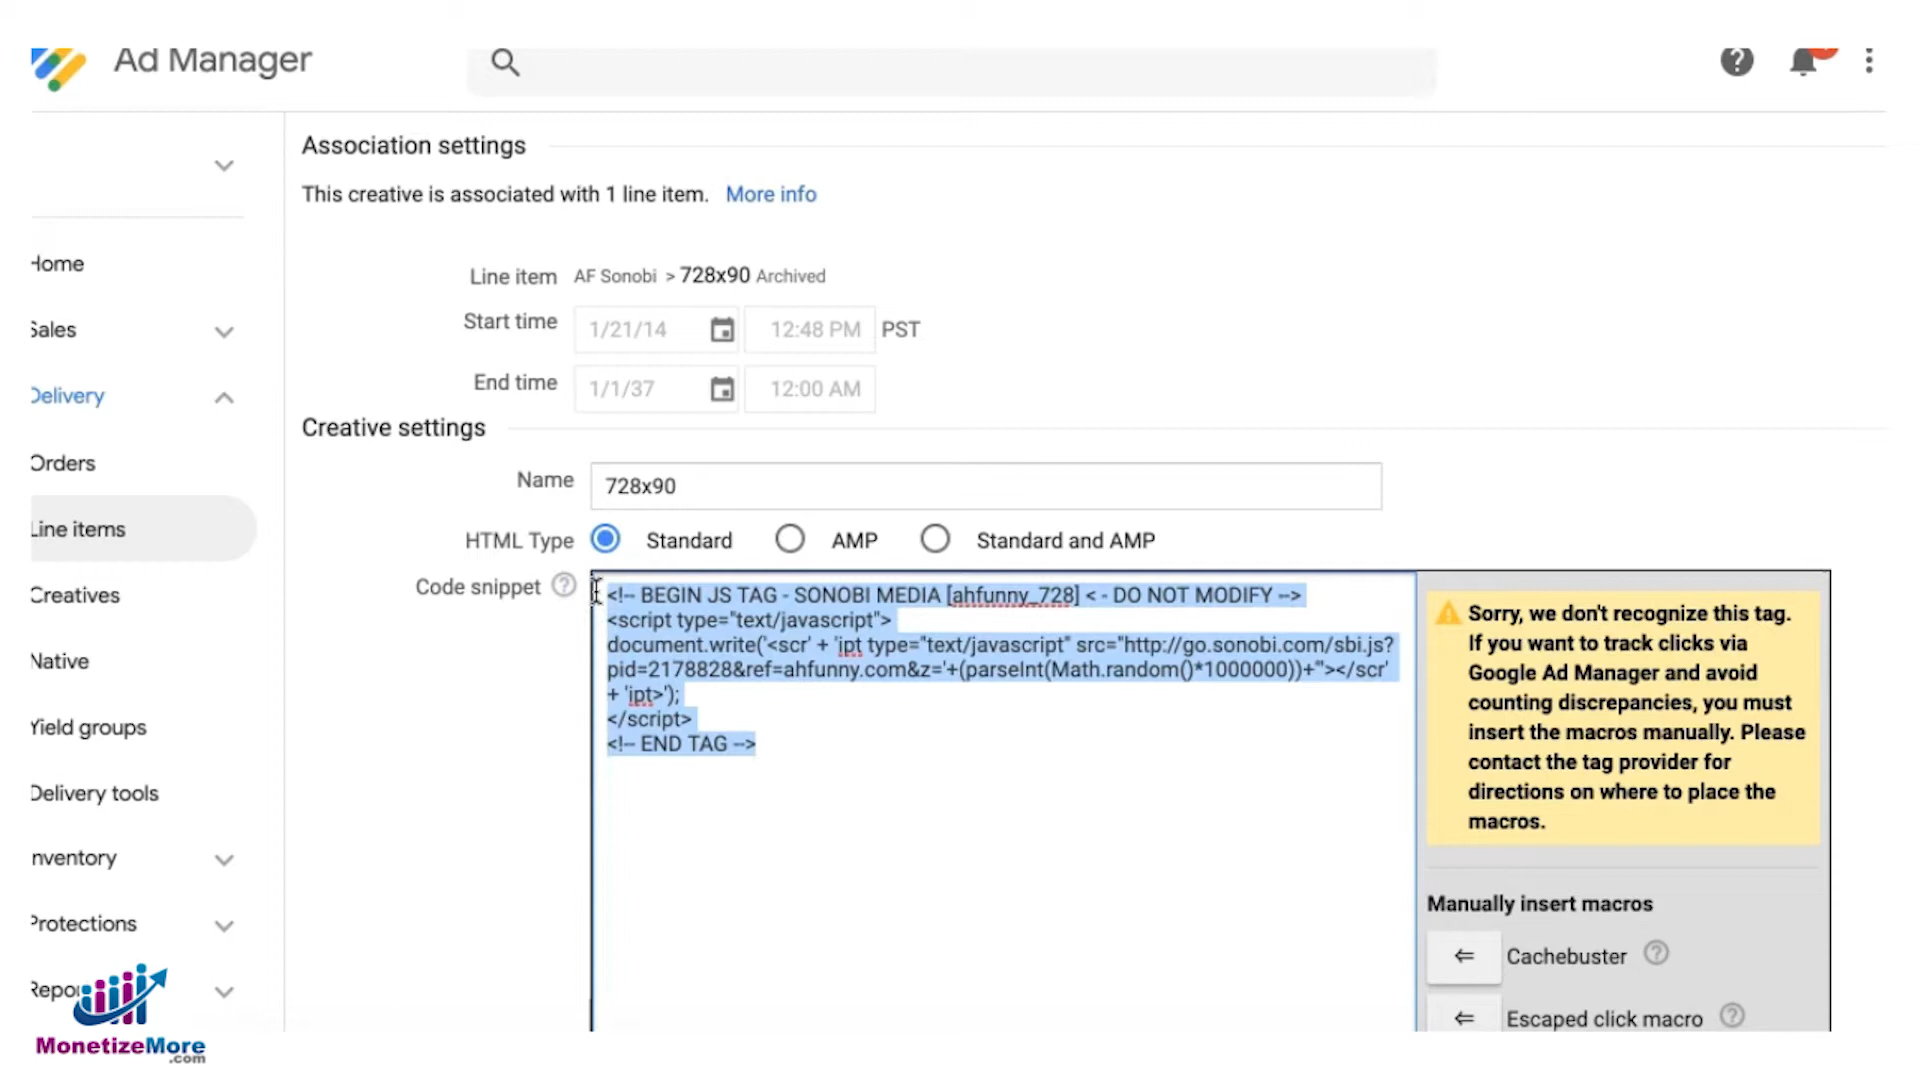 Ad Manager
Association settings
This creative is associated with 1 line item. More info
Line item AF Sonobi > 728x90 Archived
Start time 1/21/14 12:48 PM PST
End time 1/1/37 12:00 AM
Creative settings
Name 728x90
HTML Type Standard AMP Standard and AMP
Code snippet
<!-- BEGIN JS TAG - SONOBI MEDIA [ahfunny_728] < - DO NOT MODIFY -->
<script type="text/javascript">
document.write('<scr' + 'ipt type="text/javascript" src="http://go.sonobi.com/sbi.js?
pid=2178828&ref=ahfunny.com&z='+(parseInt(Math.random()*1000000))+'"></scr'
+ 'ipt>');
</script>
<!-- END TAG -->
Sorry, we don't recognize this tag.
If you want to track clicks via
Google Ad Manager and avoid
counting discrepancies, you must
insert the macros manually. Please
contact the tag provider for
directions on where to place the
macros.
Manually insert macros
Cachebuster
Escaped click macro
Home
Sales
Delivery
Orders
Line items
Creatives
Native
Yield groups
Delivery tools
nventory
Protections
Repo
MonetizeMore
.com